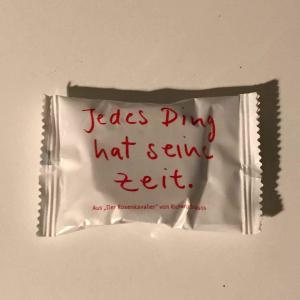 Jedes Ding
hat seine
Zeit.
Aus „Der Rosenkavalier" von Richard Strauss